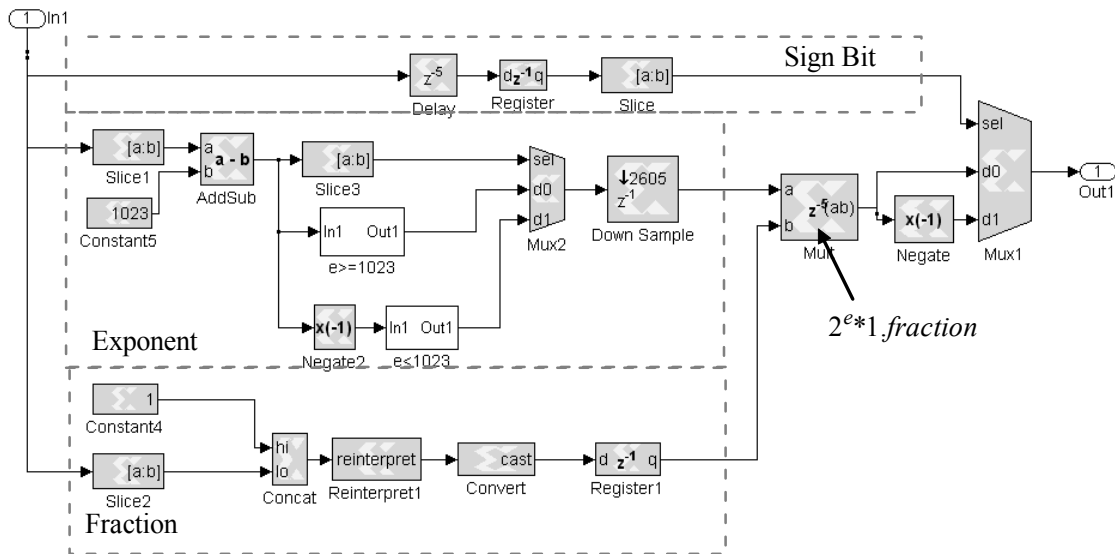 1
In1
Sign Bit
z⁻⁵
Delay
d z⁻¹ q
Register
[a:b]
Slice
sel
d0
d1
Mux1
1
Out1
[a:b]
Slice1
a
b
a - b
AddSub
1023
Constant5
[a:b]
Slice3
In1 Out1
e>=1023
x(-1)
Negate2
In1 Out1
e<1023
sel
d0
d1
Mux2
↓2605
z⁻¹
Down Sample
a
b
z⁻⁵(ab)
Mult
x(-1)
Negate
2ᵉ*1.fraction
Exponent
1
Constant4
[a:b]
Slice2
hi
lo
Concat
reinterpret
Reinterpret1
cast
Convert
d z⁻¹ q
Register1
Fraction